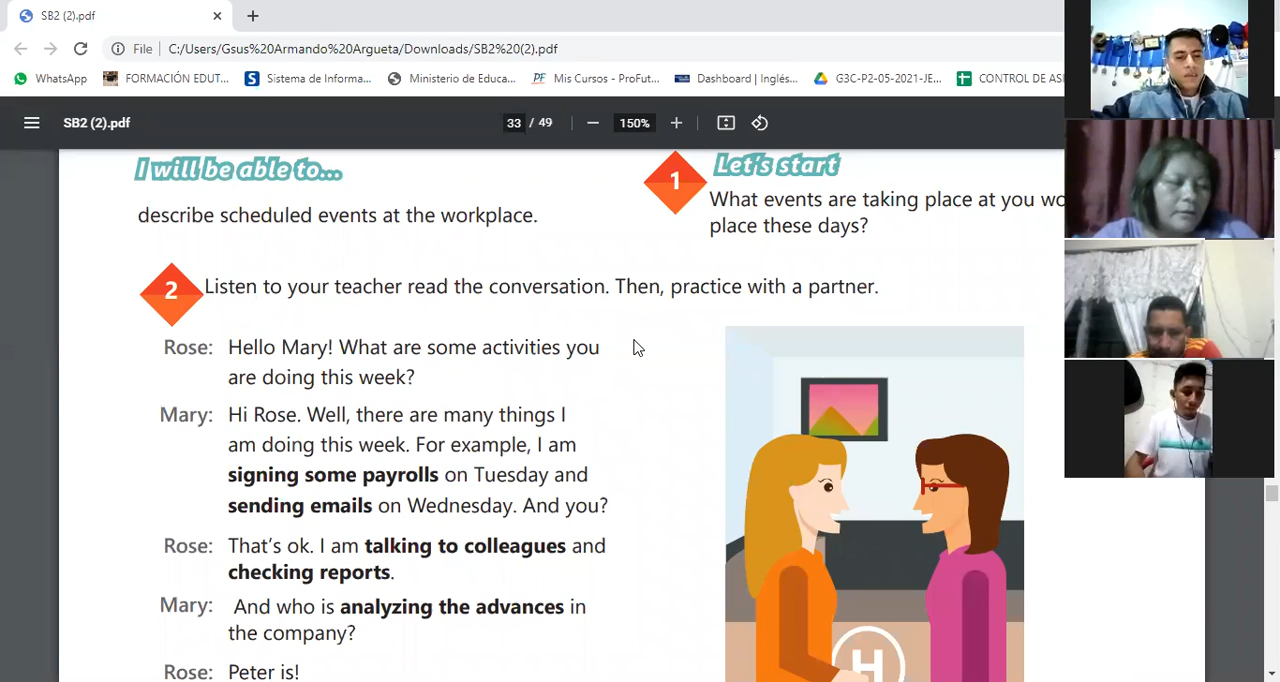 SB2 (2).pdf
File | C:/Users/Gsus%20Armando%20Argueta/Downloads/SB2%20(2).pdf
WhatsApp FORMACIÓN EDUT... Sistema de Informa... Ministerio de Educa... Mis Cursos - ProFut... Dashboard | Inglés,... G3C-P2-05-2021-JE... CONTROL DE ASI
SB2 (2).pdf 33 / 49 150%
I will be able to...
describe scheduled events at the workplace.
1 Let's start
What events are taking place at you wo
place these days?
2 Listen to your teacher read the conversation. Then, practice with a partner.
Rose: Hello Mary! What are some activities you
are doing this week?
Mary: Hi Rose. Well, there are many things I
am doing this week. For example, I am
signing some payrolls on Tuesday and
sending emails on Wednesday. And you?
Rose: That's ok. I am talking to colleagues and
checking reports.
Mary: And who is analyzing the advances in
the company?
Rose: Peter is!
H